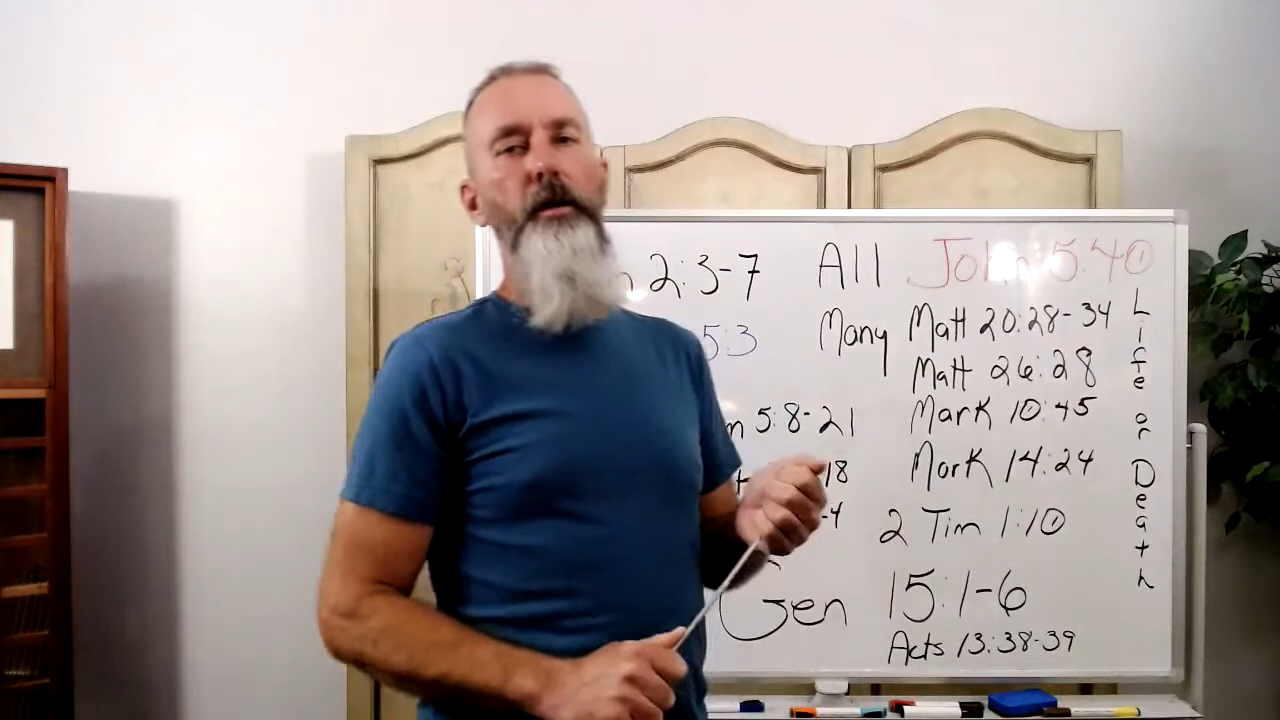 2:3-7 All John 5:40
5:3 Many Matt 20:28-34
Matt 26:28
5:8-21 Mark 10:45
18 Mark 14:24
-4 2 Tim 1:10
Gen 15:1-6
Acts 13:38-39
Life or Death